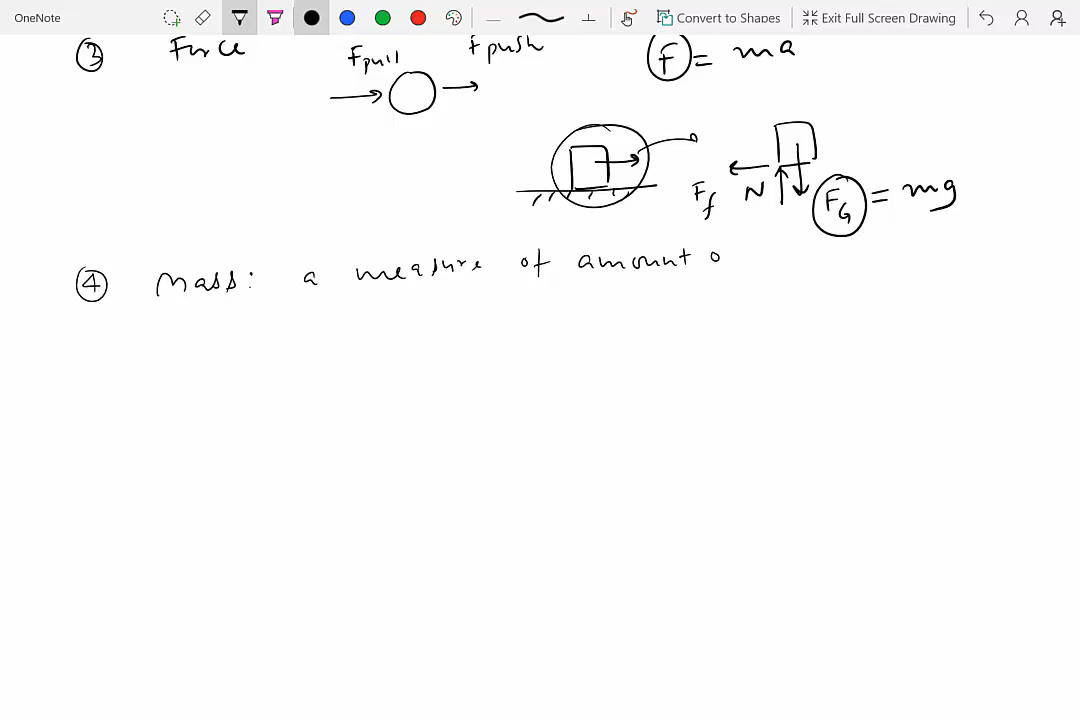 OneNote
Convert to Shapes
Exit Full Screen Drawing
③ Force
Fpull
Fpush
F = ma
Ff
N
FG = mg
④ Mass: a measure of amount o